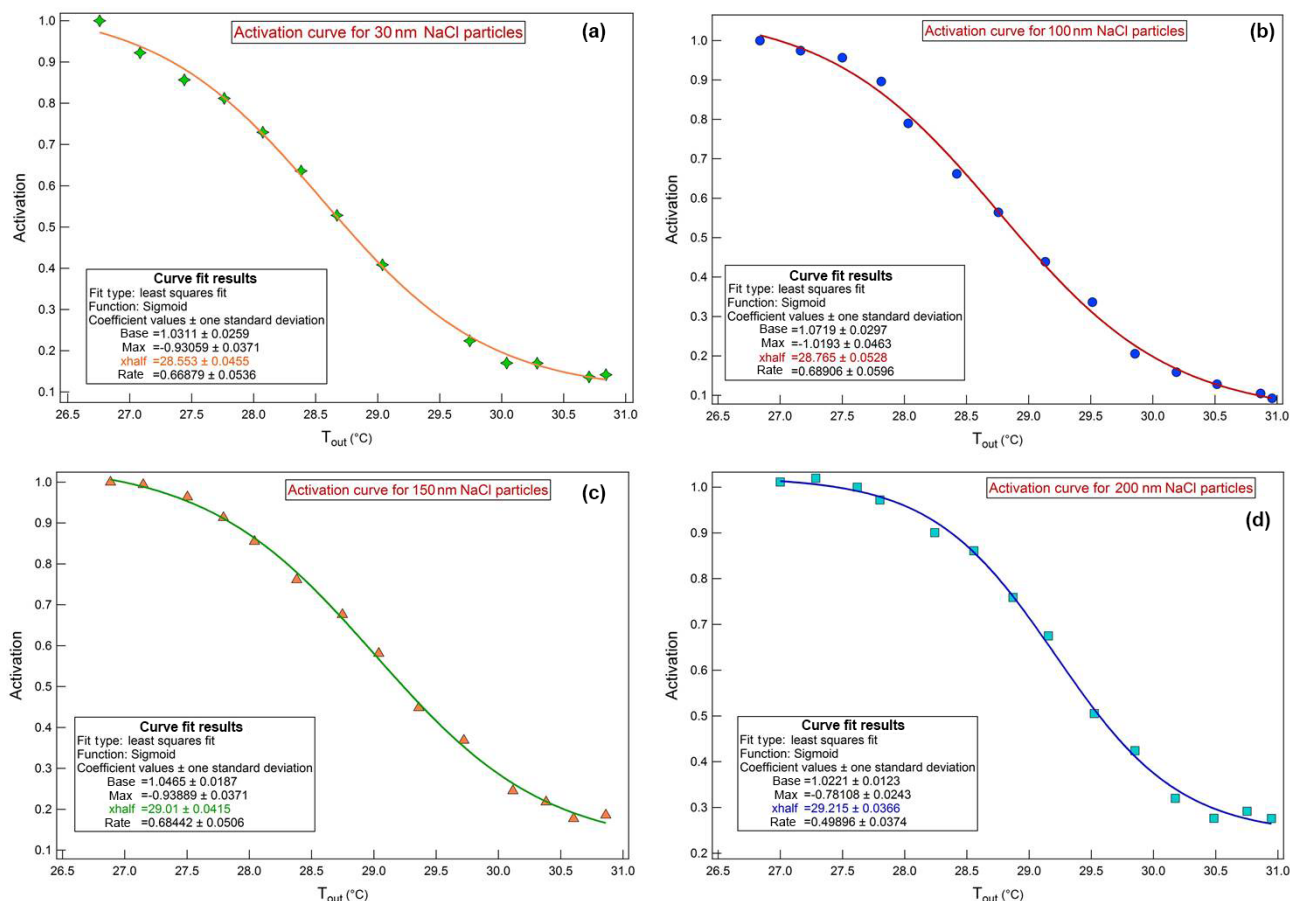 Activation curve for 30 nm NaCl particles
(a)
1.0
0.9
0.8
0.7
0.6
0.5
0.4
0.3
0.2
0.1
Activation
Curve fit results
Fit type: least squares fit
Function: Sigmoid
Coefficient values ± one standard deviation
Base =1.0311 ± 0.0259
Max =-0.93059 ± 0.0371
xhalf =28.553 ± 0.0455
Rate =0.66879 ± 0.0536
26.5 27.0 27.5 28.0 28.5 29.0 29.5 30.0 30.5 31.0
Tout (°C)
Activation curve for 100 nm NaCl particles
(b)
1.0
0.9
0.8
0.7
0.6
0.5
0.4
0.3
0.2
0.1
Activation
Curve fit results
Fit type: least squares fit
Function: Sigmoid
Coefficient values ± one standard deviation
Base =1.0719 ± 0.0297
Max =-1.0193 ± 0.0463
xhalf =28.765 ± 0.0528
Rate =0.68906 ± 0.0596
26.5 27.0 27.5 28.0 28.5 29.0 29.5 30.0 30.5 31.0
Tout (°C)
Activation curve for 150 nm NaCl particles
(c)
1.0
0.9
0.8
0.7
0.6
0.5
0.4
0.3
0.2
0.1
Activation
Curve fit results
Fit type: least squares fit
Function: Sigmoid
Coefficient values ± one standard deviation
Base =1.0465 ± 0.0187
Max =-0.93889 ± 0.0371
xhalf =29.01 ± 0.0415
Rate =0.68442 ± 0.0506
26.5 27.0 27.5 28.0 28.5 29.0 29.5 30.0 30.5 31.0
Tout (°C)
Activation curve for 200 nm NaCl particles
(d)
1.0
0.9
0.8
0.7
0.6
0.5
0.4
0.3
0.2
Activation
Curve fit results
Fit type: least squares fit
Function: Sigmoid
Coefficient values ± one standard deviation
Base =1.0221 ± 0.0123
Max =-0.78108 ± 0.0243
xhalf =29.215 ± 0.0366
Rate =0.49896 ± 0.0374
26.5 27.0 27.5 28.0 28.5 29.0 29.5 30.0 30.5 31.0
Tout (°C)